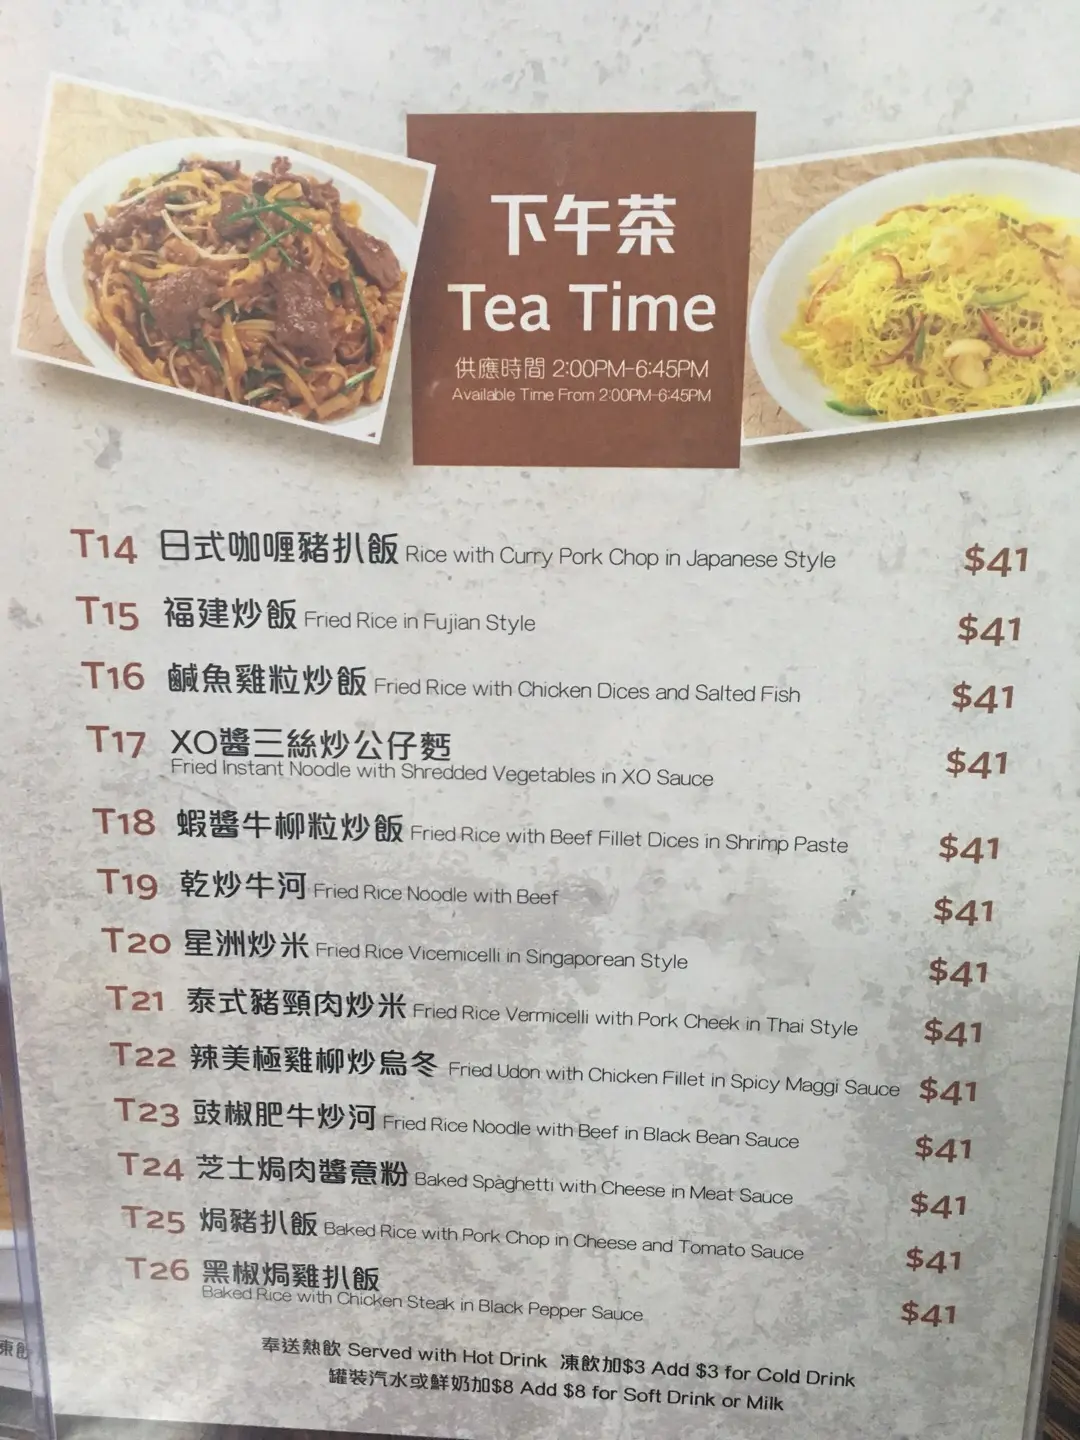 下午茶
Tea Time
供應時間 2:00PM-6:45PM
Available Time From 2:00PM-6:45PM
T14 日式咖喱豬扒飯 Rice with Curry Pork Chop in Japanese Style $41
T15 福建炒飯 Fried Rice in Fujian Style $41
T16 鹹魚雞粒炒飯 Fried Rice with Chicken Dices and Salted Fish $41
T17 XO醬三絲炒公仔麪 $41
Fried Instant Noodle with Shredded Vegetables in XO Sauce
T18 蝦醬牛柳粒炒飯 Fried Rice with Beef Fillet Dices in Shrimp Paste $41
T19 乾炒牛河 Fried Rice Noodle with Beef $41
T20 星洲炒米 Fried Rice Vicemicelli in Singaporean Style $41
T21 泰式豬頸肉炒米 Fried Rice Vermicelli with Pork Cheek in Thai Style $41
T22 辣美極雞柳炒烏冬 Fried Udon with Chicken Fillet in Spicy Maggi Sauce $41
T23 豉椒肥牛炒河 Fried Rice Noodle with Beef in Black Bean Sauce $41
T24 芝士焗肉醬意粉 Baked Spaghetti with Cheese in Meat Sauce $41
T25 焗豬扒飯 Baked Rice with Pork Chop in Cheese and Tomato Sauce $41
T26 黑椒焗雞扒飯 $41
Baked Rice with Chicken Steak in Black Pepper Sauce
奉送熱飲 Served with Hot Drink 凍飲加$3 Add $3 for Cold Drink
罐裝汽水或鮮奶加$8 Add $8 for Soft Drink or Milk
凍飲